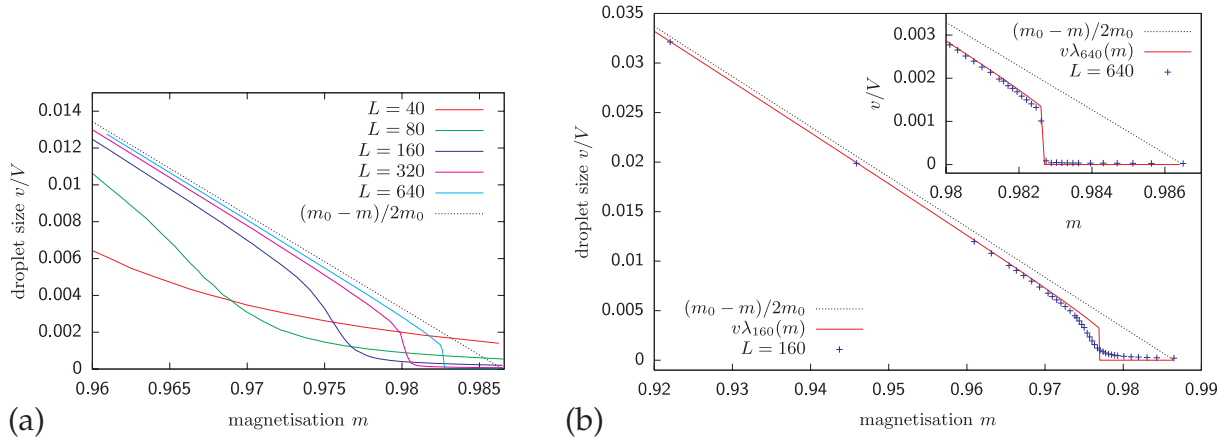 droplet size v/V
0.014
0.012
0.01
0.008
0.006
0.004
0.002
0
0.96 0.965 0.97 0.975 0.98 0.985
magnetisation m
L = 40
L = 80
L = 160
L = 320
L = 640
(m₀ − m)/2m₀
(a)
droplet size v/V
0.035
0.03
0.025
0.02
0.015
0.01
0.005
0
0.92 0.93 0.94 0.95 0.96 0.97 0.98 0.99
magnetisation m
(m₀ − m)/2m₀
vλ₁₆₀(m)
L = 160
v/V
0.003
0.002
0.001
0
0.98 0.982 0.984 0.986
m
(m₀ − m)/2m₀
vλ₆₄₀(m)
L = 640
(b)